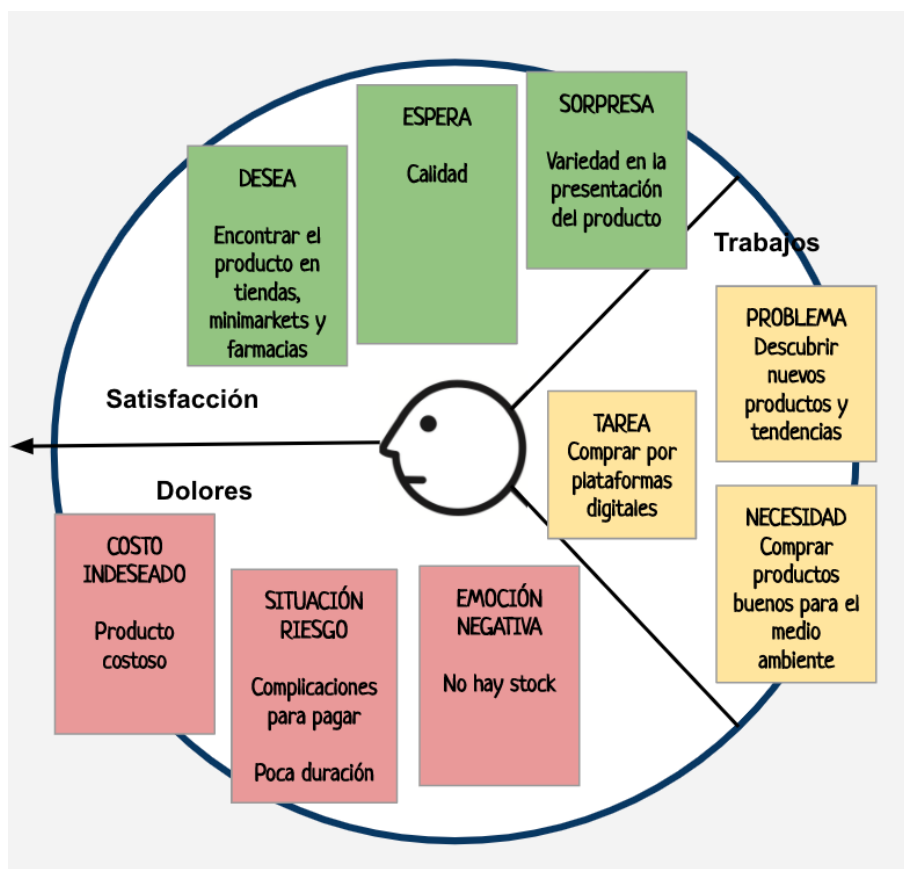 SORPRESA
Variedad en la
presentación
del producto
ESPERA
Calidad
DESEA
Encontrar el
producto en
tiendas,
minimarkets y
farmacias
Trabajos
PROBLEMA
Descubrir
nuevos
productos y
tendencias
Satisfacción
TAREA
Comprar por
plataformas
digitales
Dolores
NECESIDAD
Comprar
productos
buenos para el
medio
ambiente
COSTO
INDESEADO
Producto
costoso
SITUACIÓN
RIESGO
Complicaciones
para pagar
Poca duración
EMOCIÓN
NEGATIVA
No hay stock